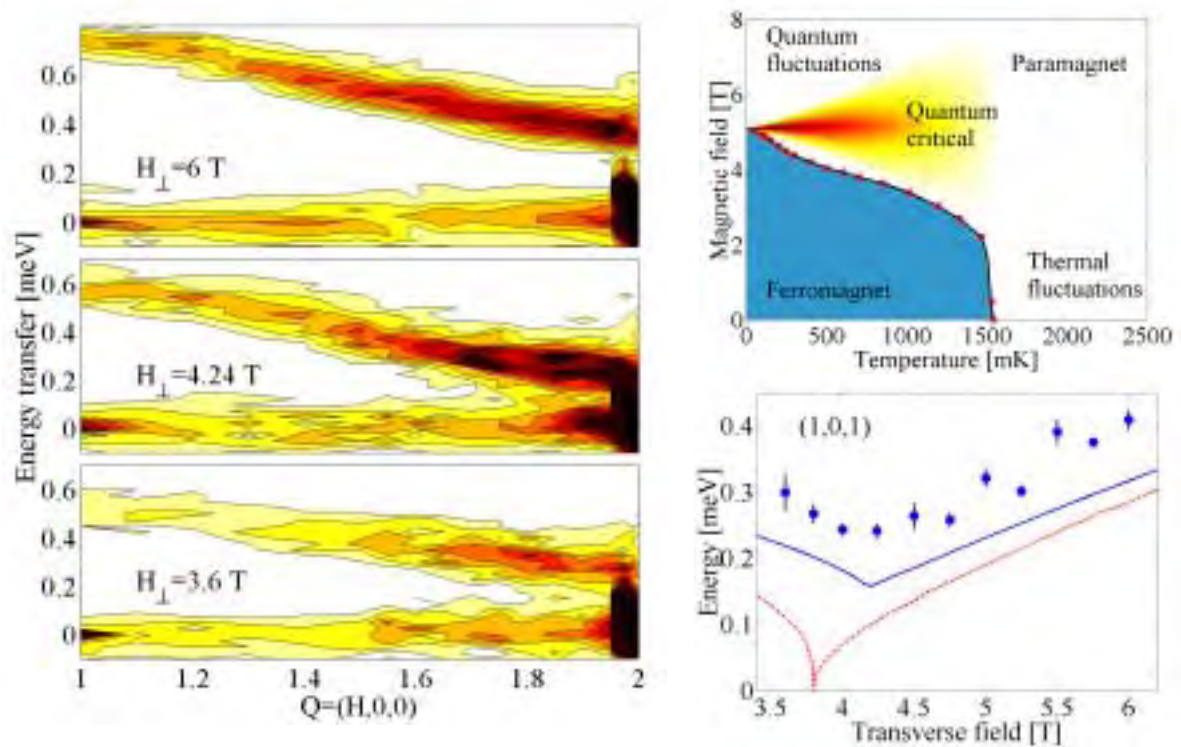 Energy transfer [meV]
0.6
0.4
0.2
0
H⊥=6 T
0.6
0.4
0.2
0
H⊥=4.24 T
0.6
0.4
0.2
0
H⊥=3.6 T
1 1.2 1.4 1.6 1.8 2
Q=(H,0,0)
Magnetic field [T]
8
6
4
2
0
Quantum
fluctuations
Paramagnet
Quantum
critical
Ferromagnet
Thermal
fluctuations
0 500 1000 1500 2000 2500
Temperature [mK]
Energy [meV]
0.4
0.3
0.2
0.1
0
(1,0,1)
3.5 4 4.5 5 5.5 6
Transverse field [T]